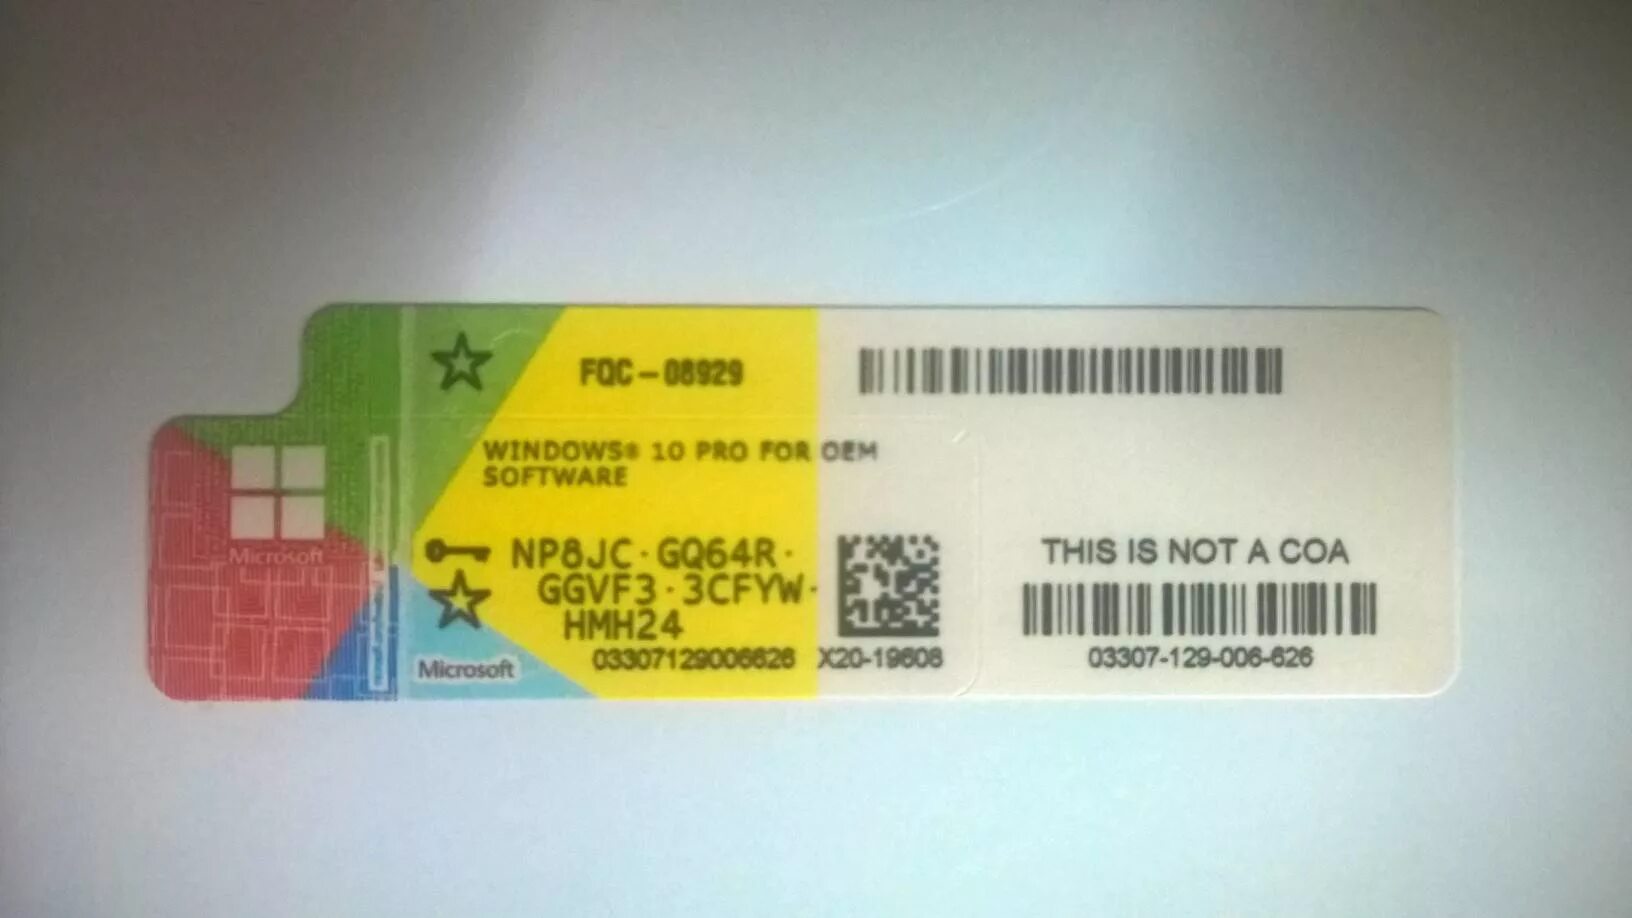 FQC-08929
WINDOWS® 10 PRO FOR OEM
SOFTWARE
NP8JC·GQ64R·
GGVF3·3CFYW·
HMH24
03307129006626 X20-19608
Microsoft
Microsoft
THIS IS NOT A COA
03307-129-006-626